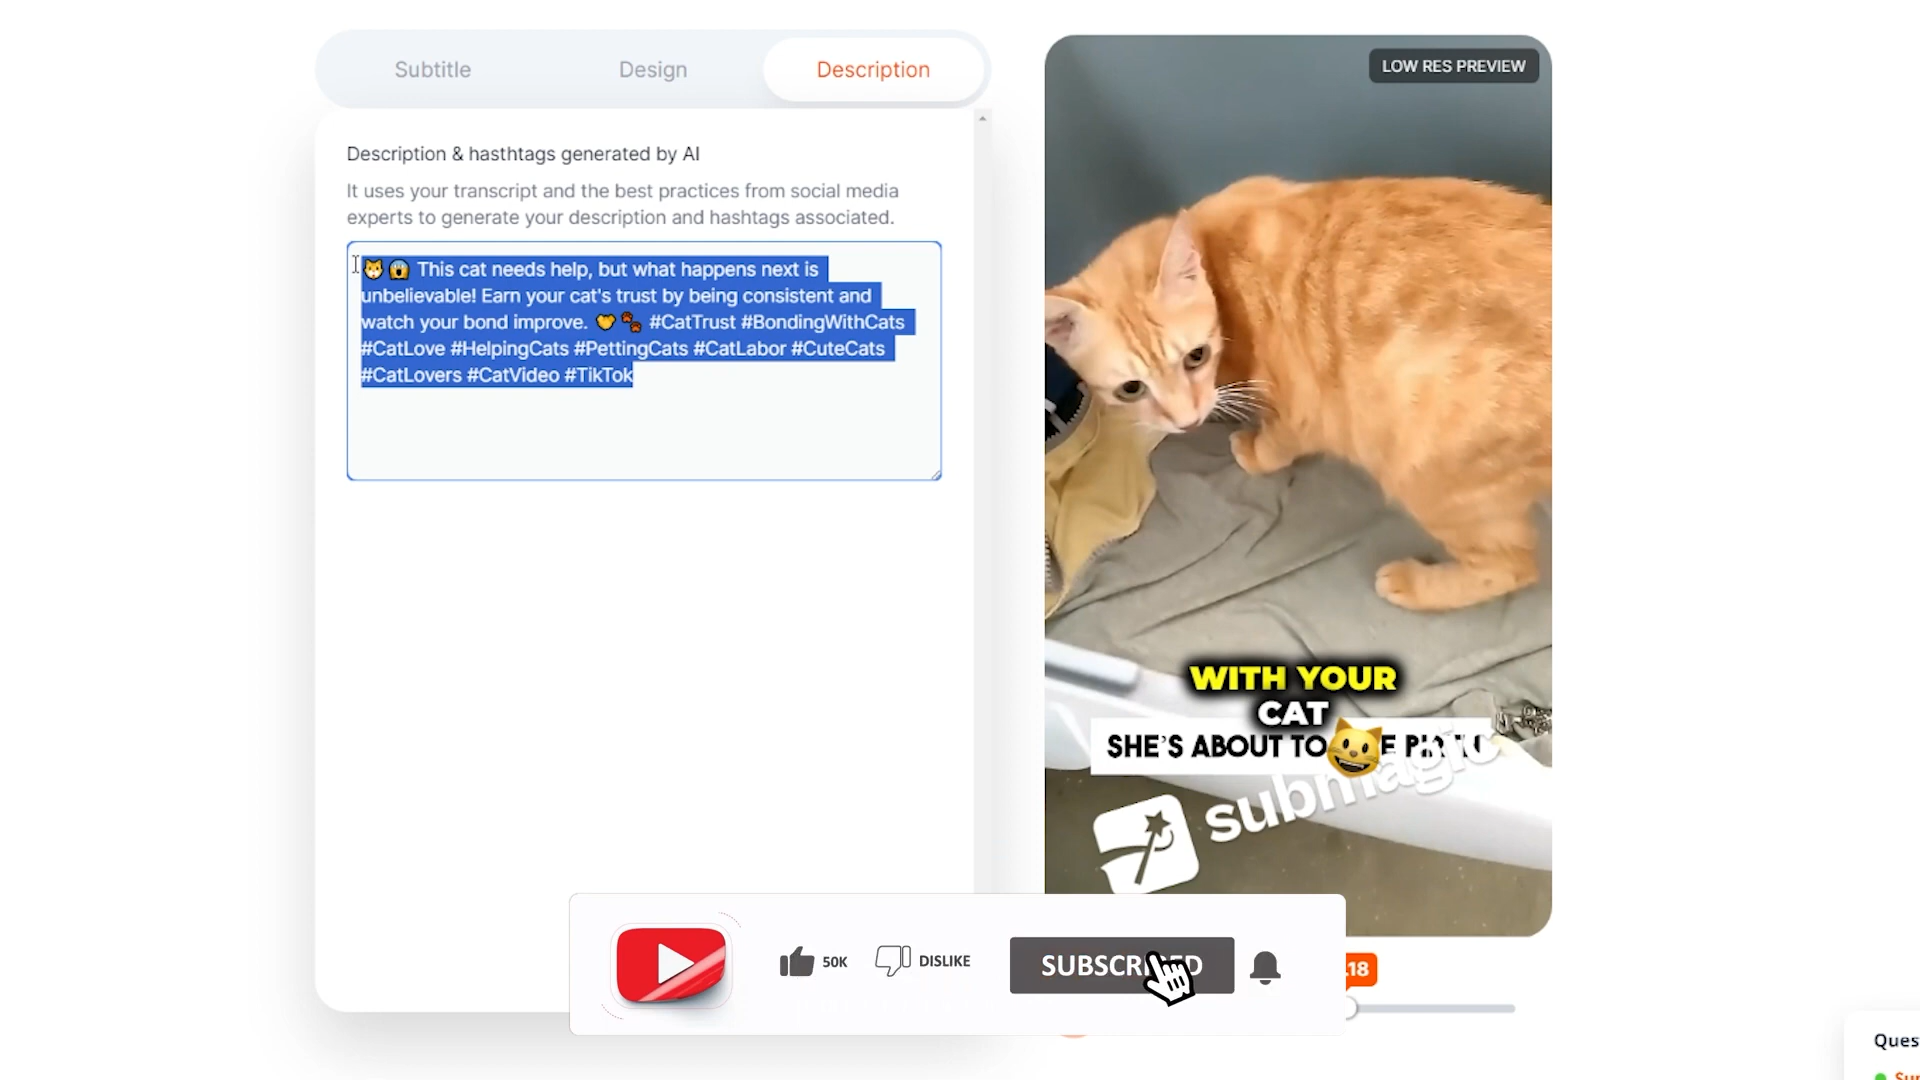 Subtitle
Design
Description
Description & hasthtags generated by AI
It uses your transcript and the best practices from social media
experts to generate your description and hashtags associated.
🐱 😱 This cat needs help, but what happens next is
unbelievable! Earn your cat's trust by being consistent and
watch your bond improve. 💛 🐾 #CatTrust #BondingWithCats
#CatLove #HelpingCats #PettingCats #CatLabor #CuteCats
#CatLovers #CatVideo #TikTok
LOW RES PREVIEW
WITH YOUR
CAT
SHE'S ABOUT TO
submagic
50K
DISLIKE
SUBSCRIBED
.18